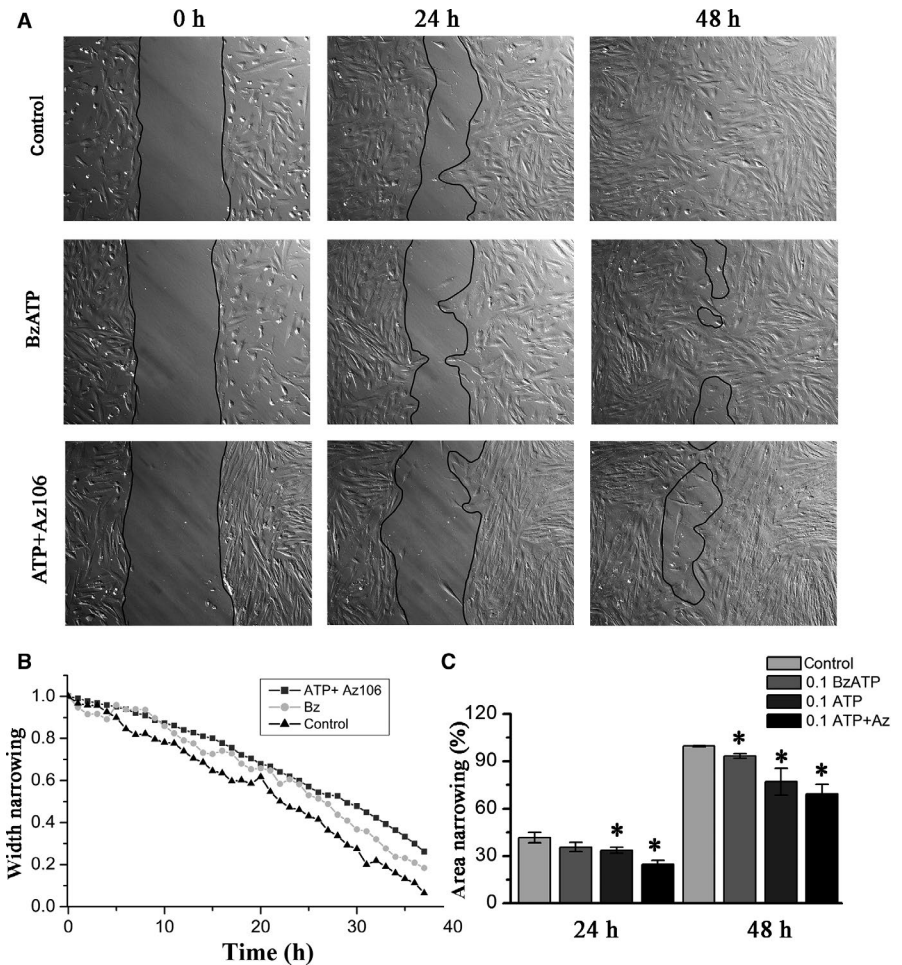 A
0 h 24 h 48 h
Control
BzATP
ATP+Az106
B
Width narrowing
1.0
0.8
0.6
0.4
0.2
0.0
0 10 20 30 40
Time (h)
ATP+ Az106
Bz
Control
C
Control
0.1 BzATP
0.1 ATP
0.1 ATP+Az
Area narrowing (%)
120
90
60
30
0
* * * * *
24 h 48 h